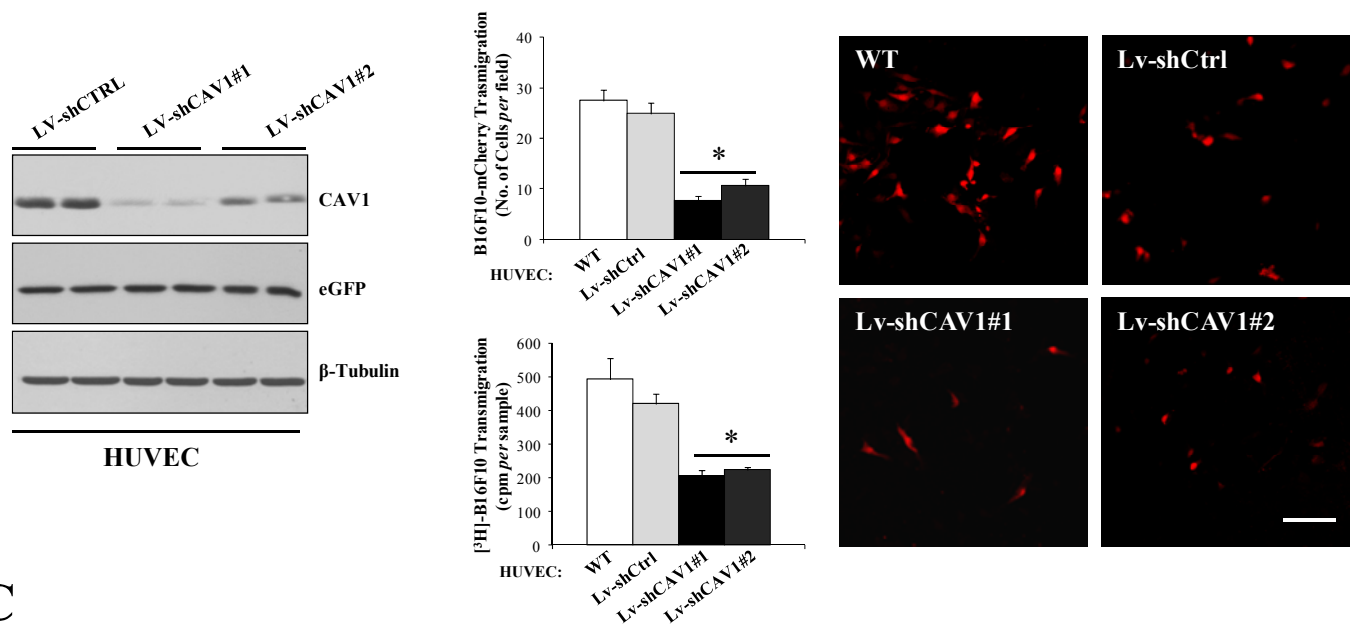 LV-shCTRL
LV-shCAV1#1
LV-shCAV1#2
CAV1
eGFP
β-Tubulin
HUVEC
B16F10-mCherry Trasmigration
(No. of Cells per field)
40
30
20
10
0
*
HUVEC:
WT
Lv-shCtrl
Lv-shCAV1#1
Lv-shCAV1#2
[³H]-B16F10 Transmigration
(cpm per sample)
600
500
400
300
200
100
0
*
HUVEC:
WT
Lv-shCtrl
Lv-shCAV1#1
Lv-shCAV1#2
WT
Lv-shCtrl
Lv-shCAV1#1
Lv-shCAV1#2
C